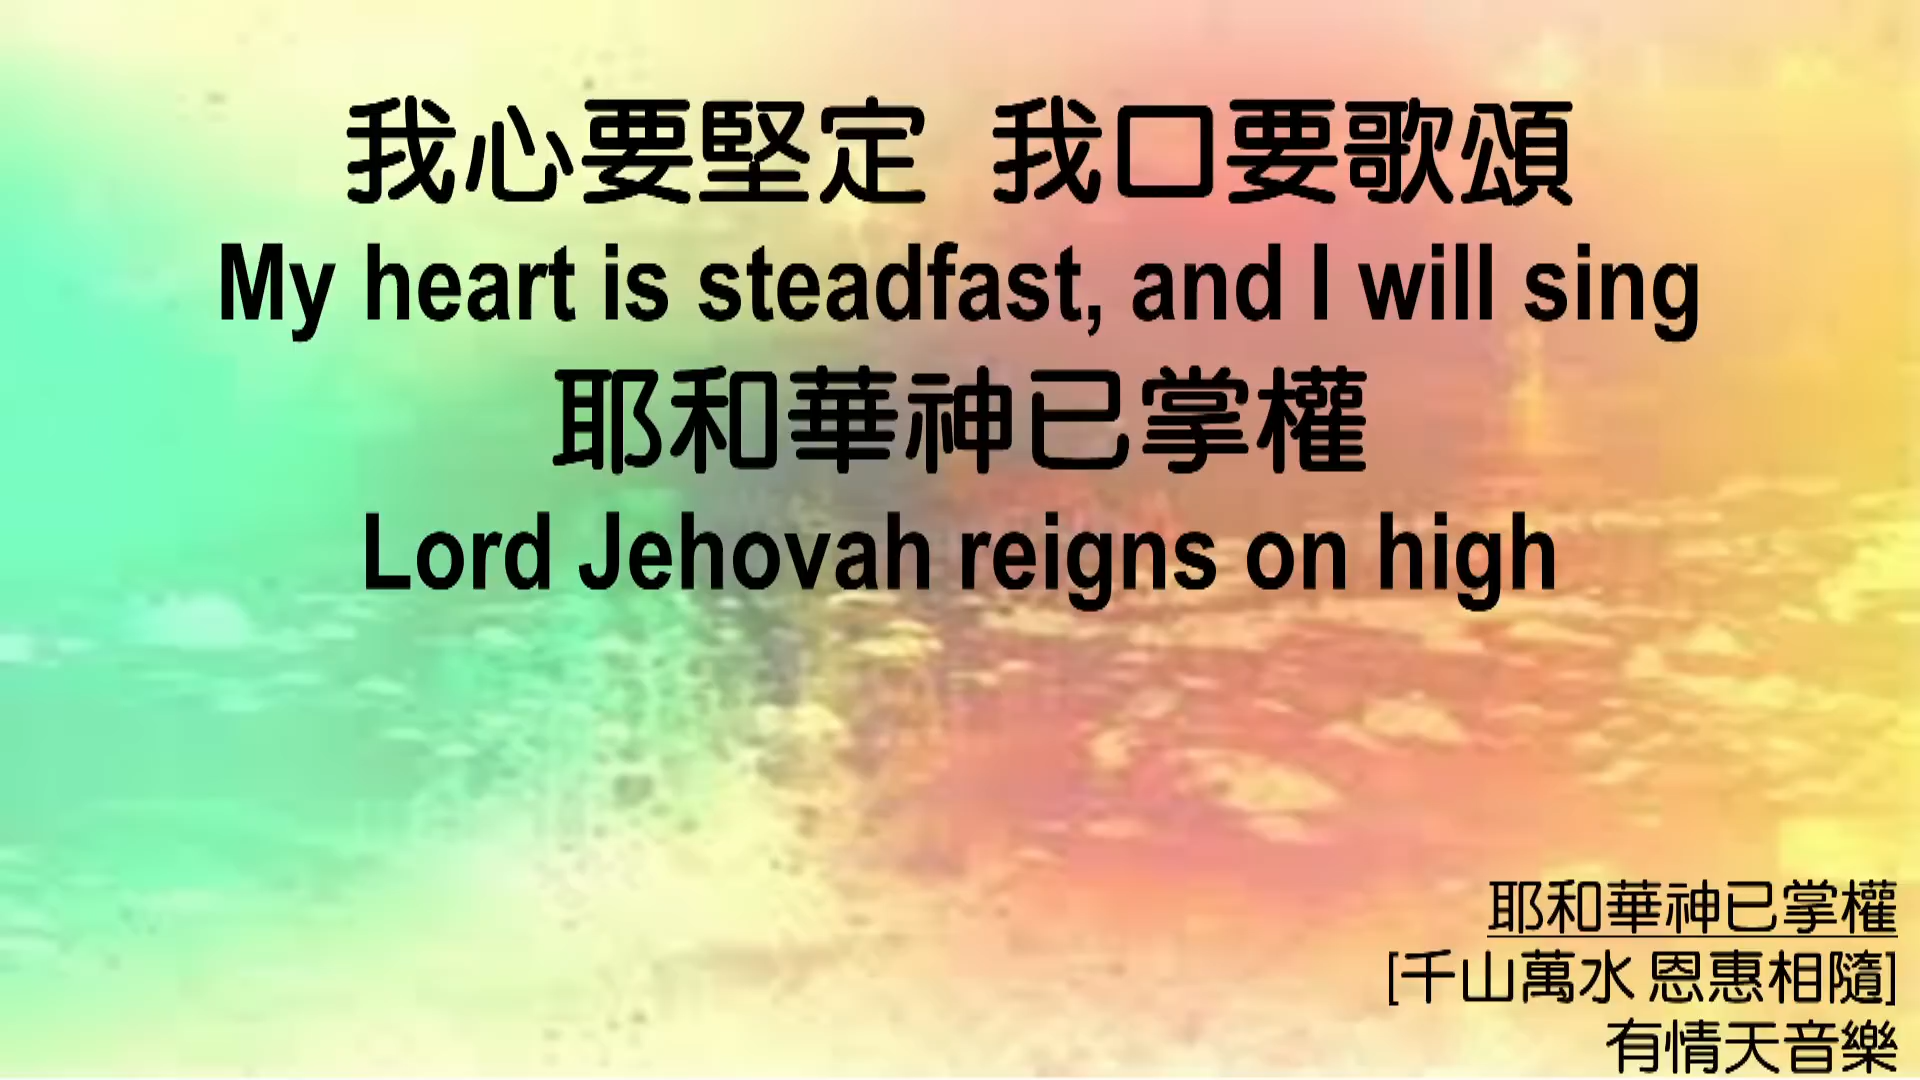 我心要堅定 我口要歌頌
My heart is steadfast, and I will sing
耶和華神已掌權
Lord Jehovah reigns on high
耶和華神已掌權
[千山萬水 恩惠相隨]
有情天音樂